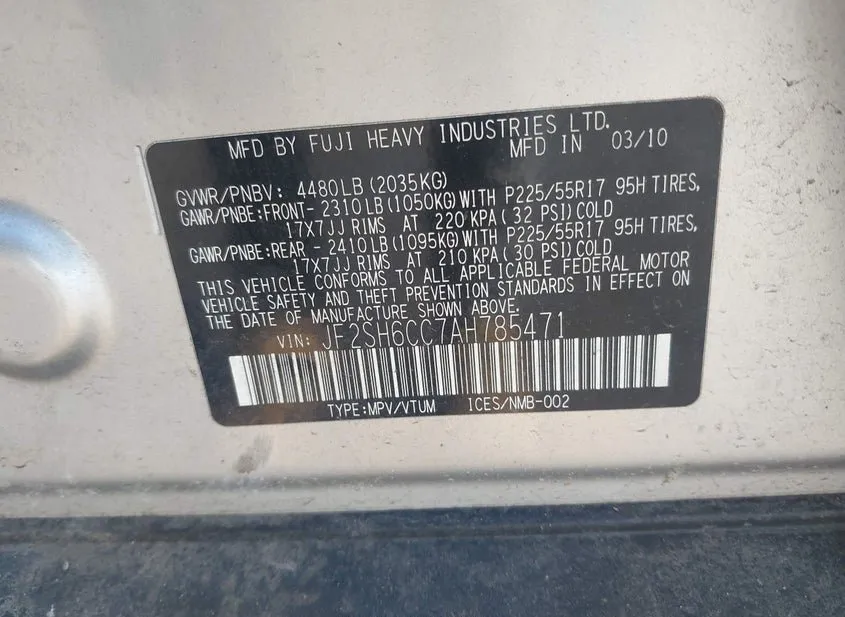 MFD BY FUJI HEAVY INDUSTRIES LTD.
MFD IN 03/10
GVWR/PNBV: 4480LB(2035KG)
GAWR/PNBE:FRONT- 2310LB(1050KG)WITH P225/55R17 95H TIRES,
17X7JJ RIMS AT 220 KPA(32 PSI)COLD
GAWR/PNBE:REAR - 2410LB(1095KG)WITH P225/55R17 95H TIRES,
17X7JJ RIMS AT 210 KPA(30 PSI)COLD
THIS VEHICLE CONFORMS TO ALL APPLICABLE FEDERAL MOTOR
VEHICLE SAFETY AND THEFT PREVENTION STANDARDS IN EFFECT ON
THE DATE OF MANUFACTURE SHOWN ABOVE.
VIN: JF2SH6CC7AH785471
TYPE:MPV/VTUM ICES/NMB-002